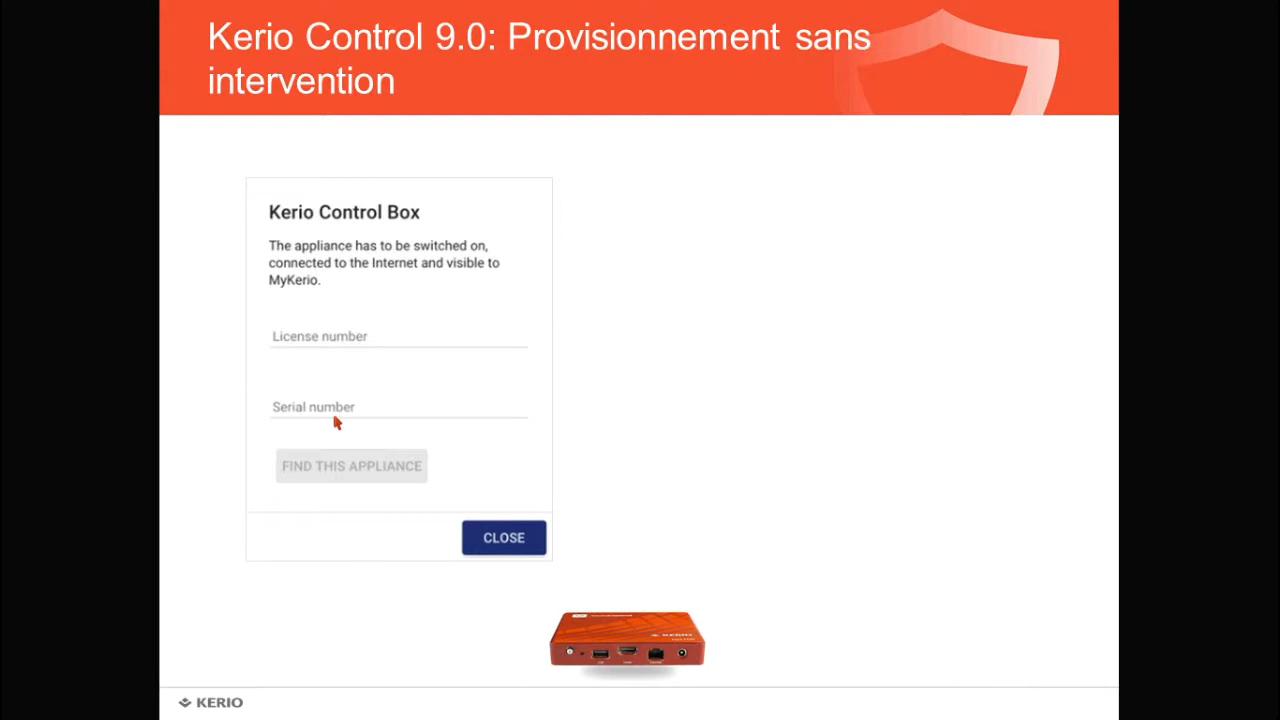 Kerio Control 9.0: Provisionnement sans
intervention
Kerio Control Box
The appliance has to be switched on,
connected to the Internet and visible to
MyKerio.
License number
Serial number
FIND THIS APPLIANCE
CLOSE
KERIO
KERIO